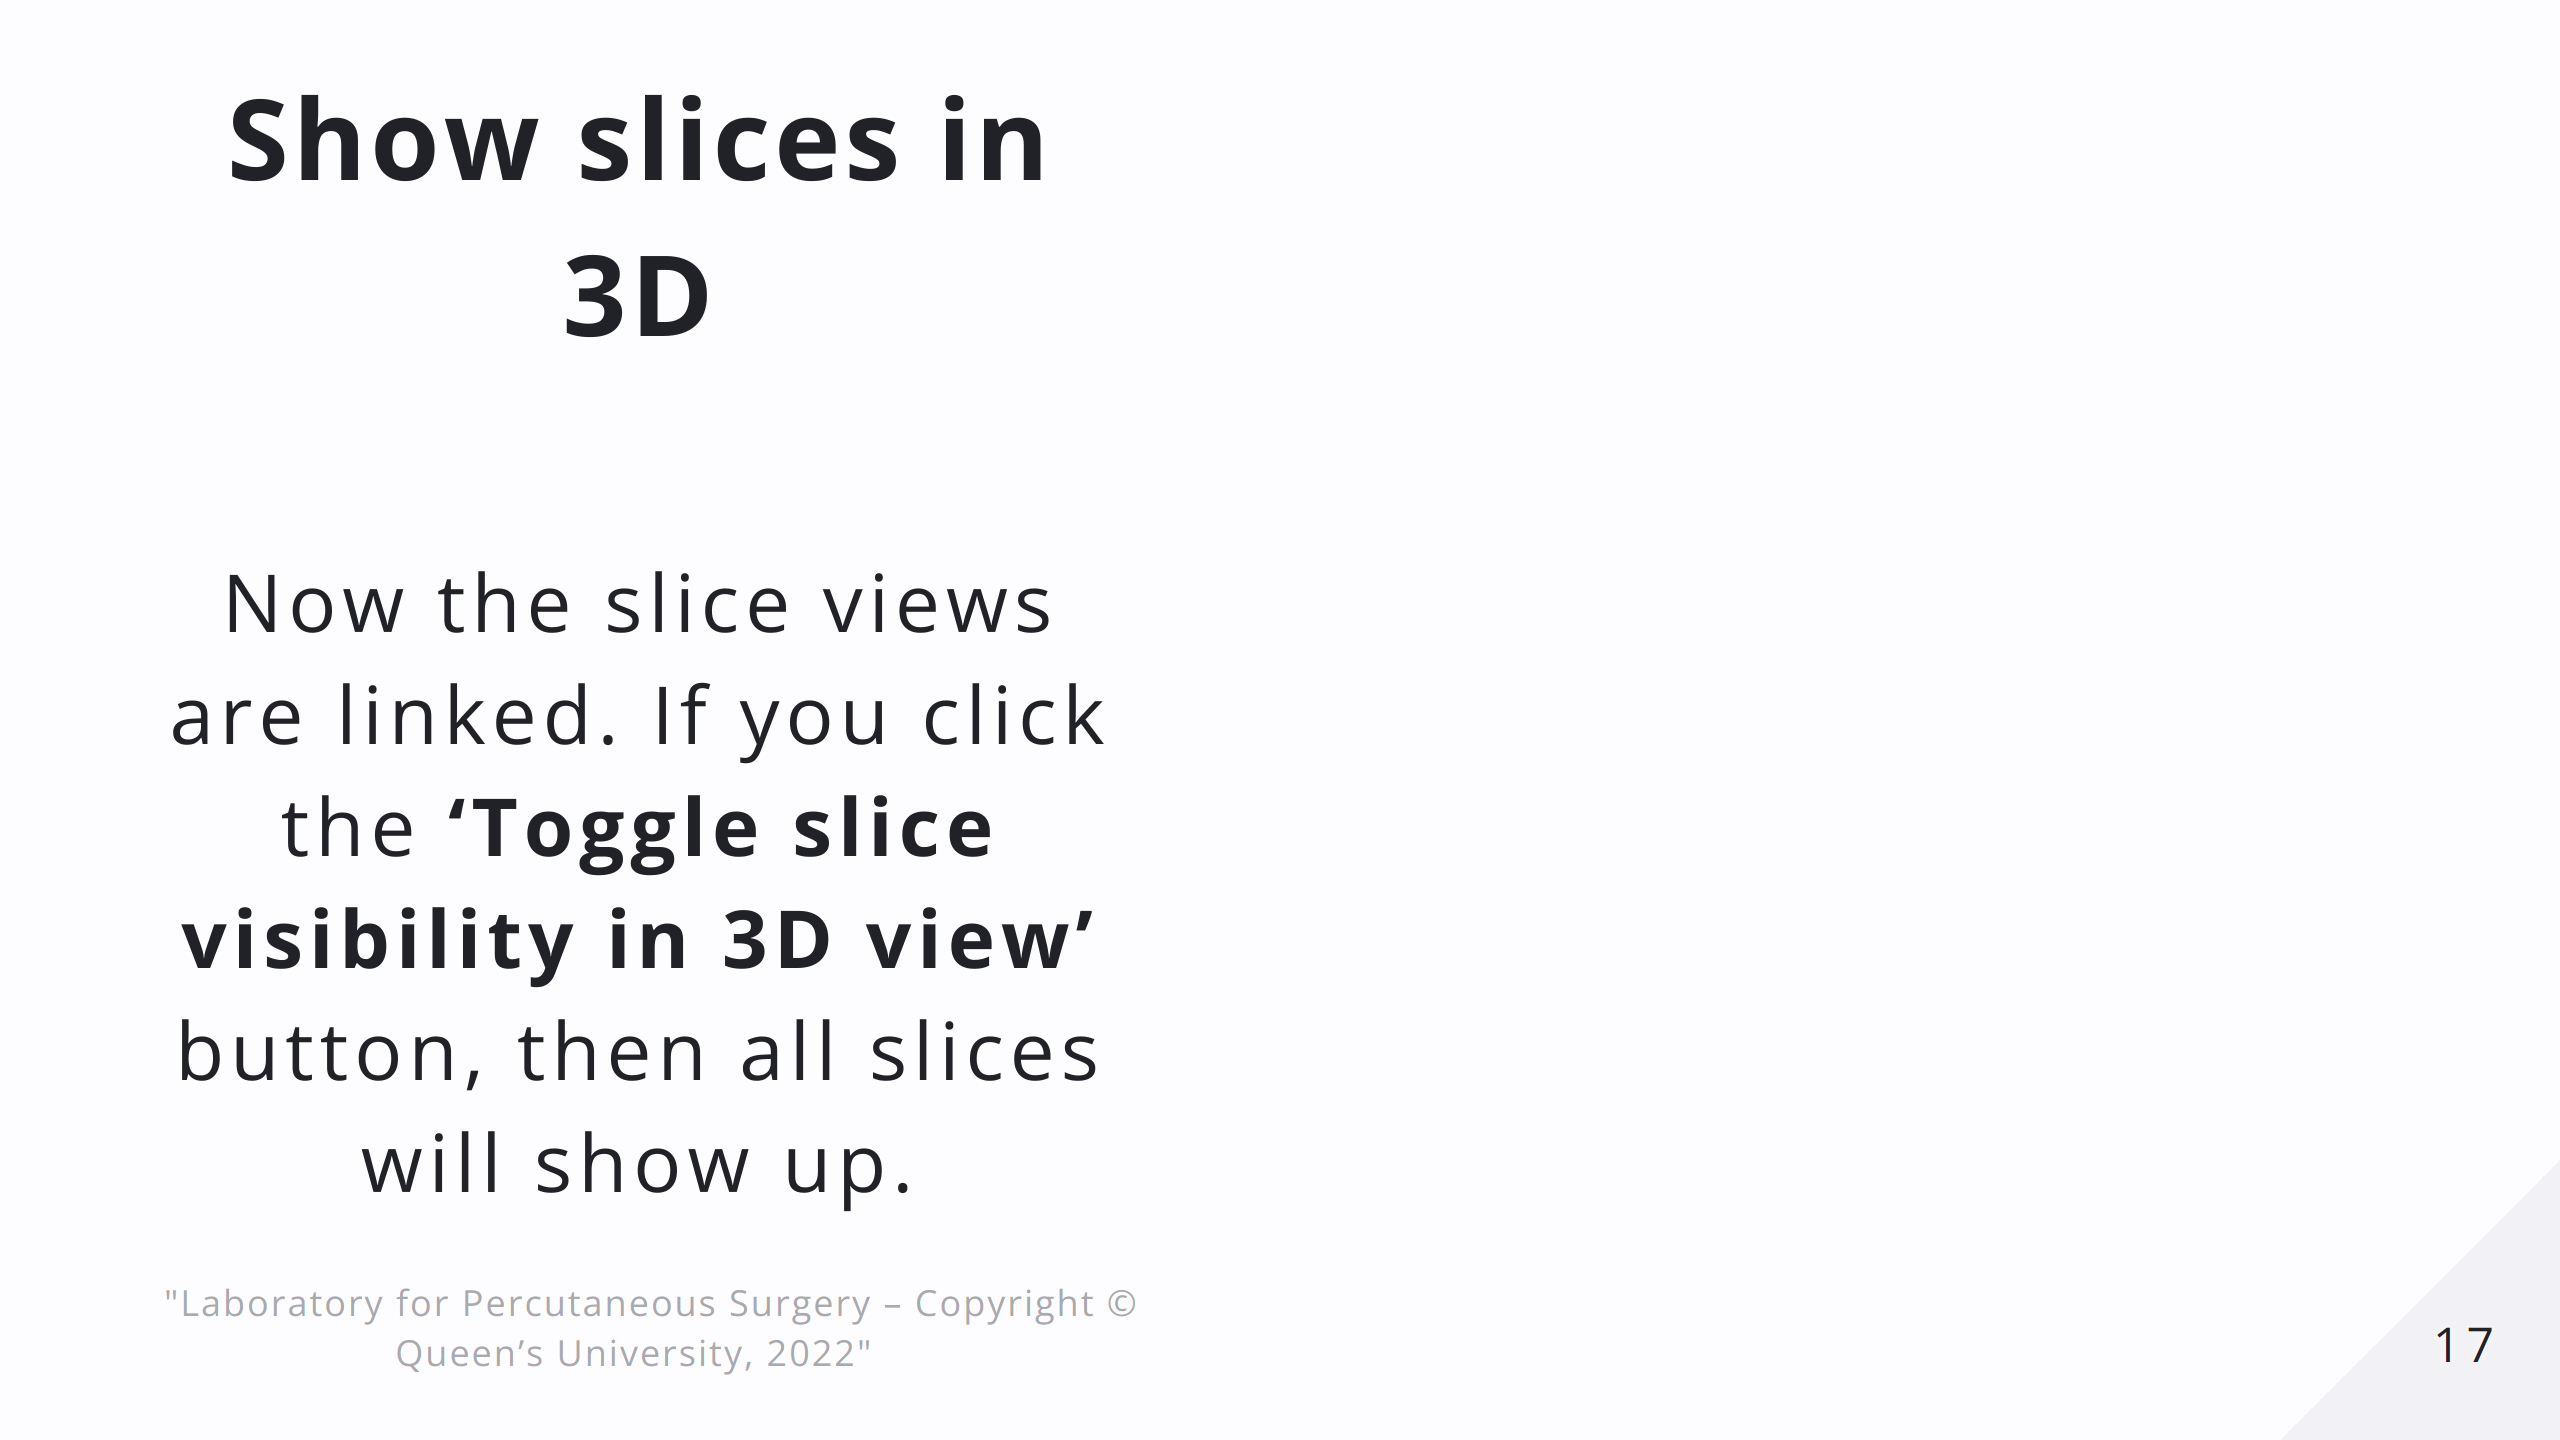 Show slices in
3D
Now the slice views
are linked. If you click
the ‘Toggle slice
visibility in 3D view’
button, then all slices
will show up.
"Laboratory for Percutaneous Surgery – Copyright ©
Queen’s University, 2022"
17